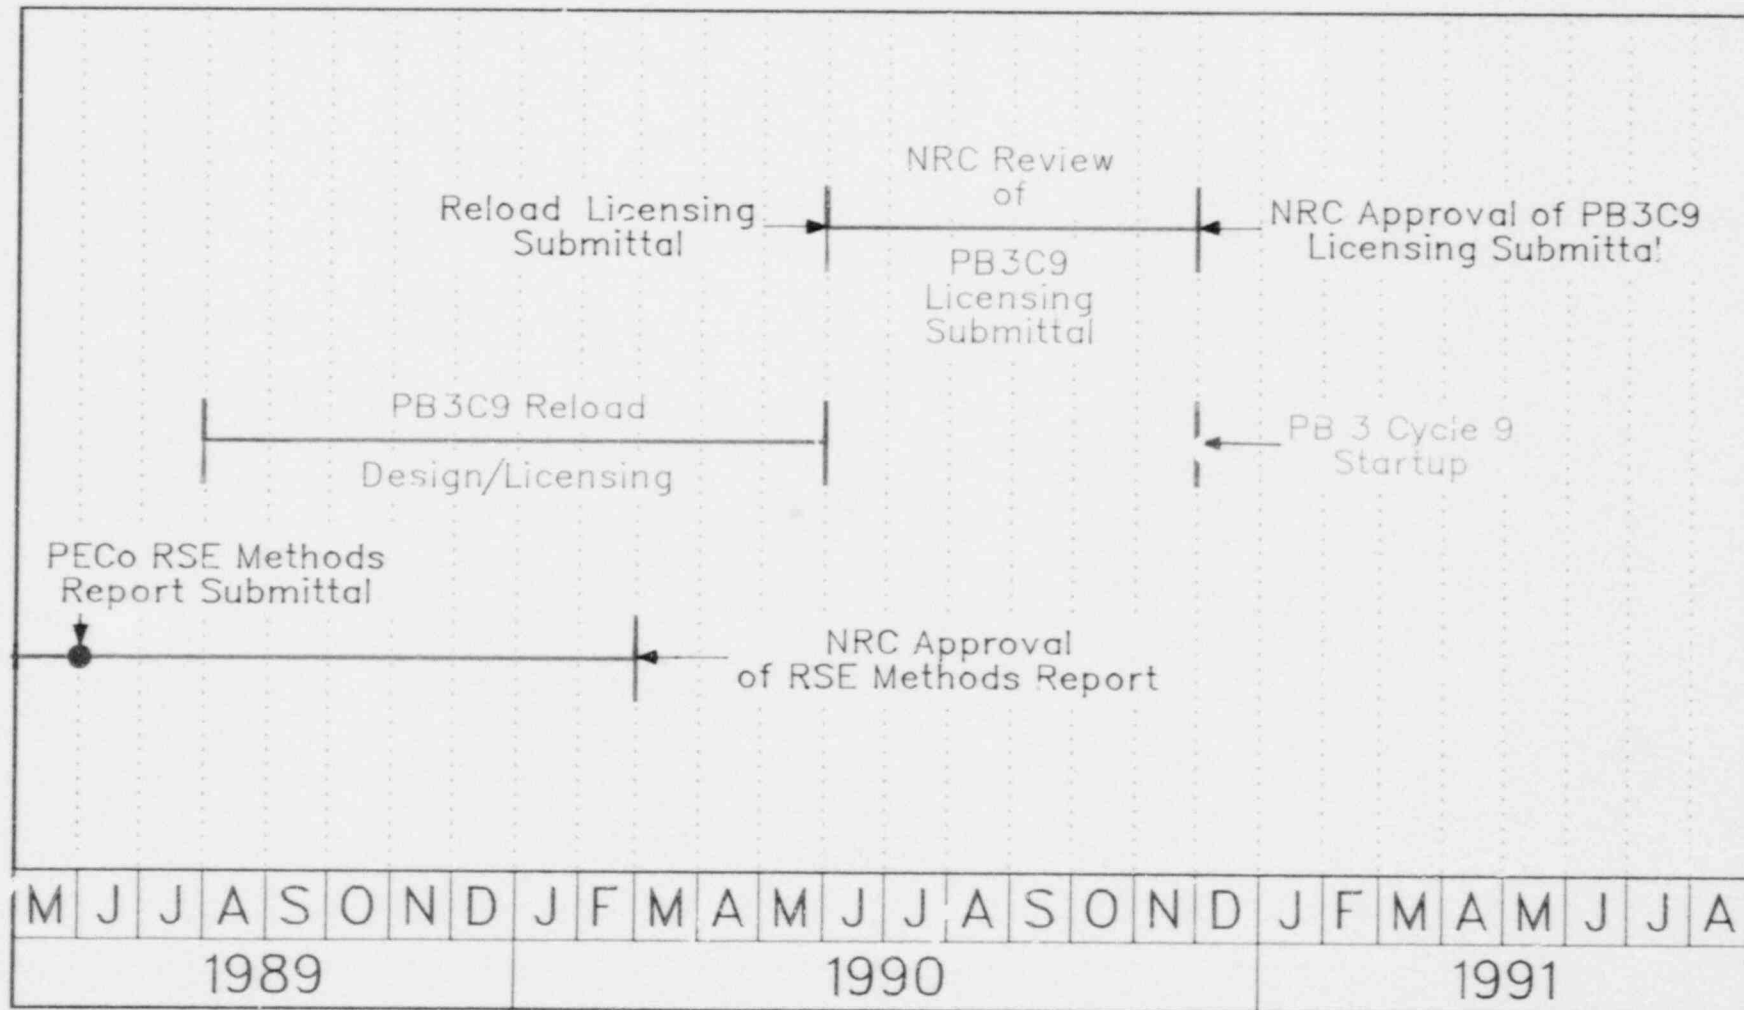 NRC Review
of
Reload Licensing
Submittal
NRC Approval of PB3C9
Licensing Submittal
PB3C9
Licensing
Submittal
PB3C9 Reload
Design/Licensing
PB 3 Cycle 9
Startup
PECo RSE Methods
Report Submittal
NRC Approval
of RSE Methods Report
M J J A S O N D J F M A M J J A S O N D J F M A M J J A
1989 1990 1991